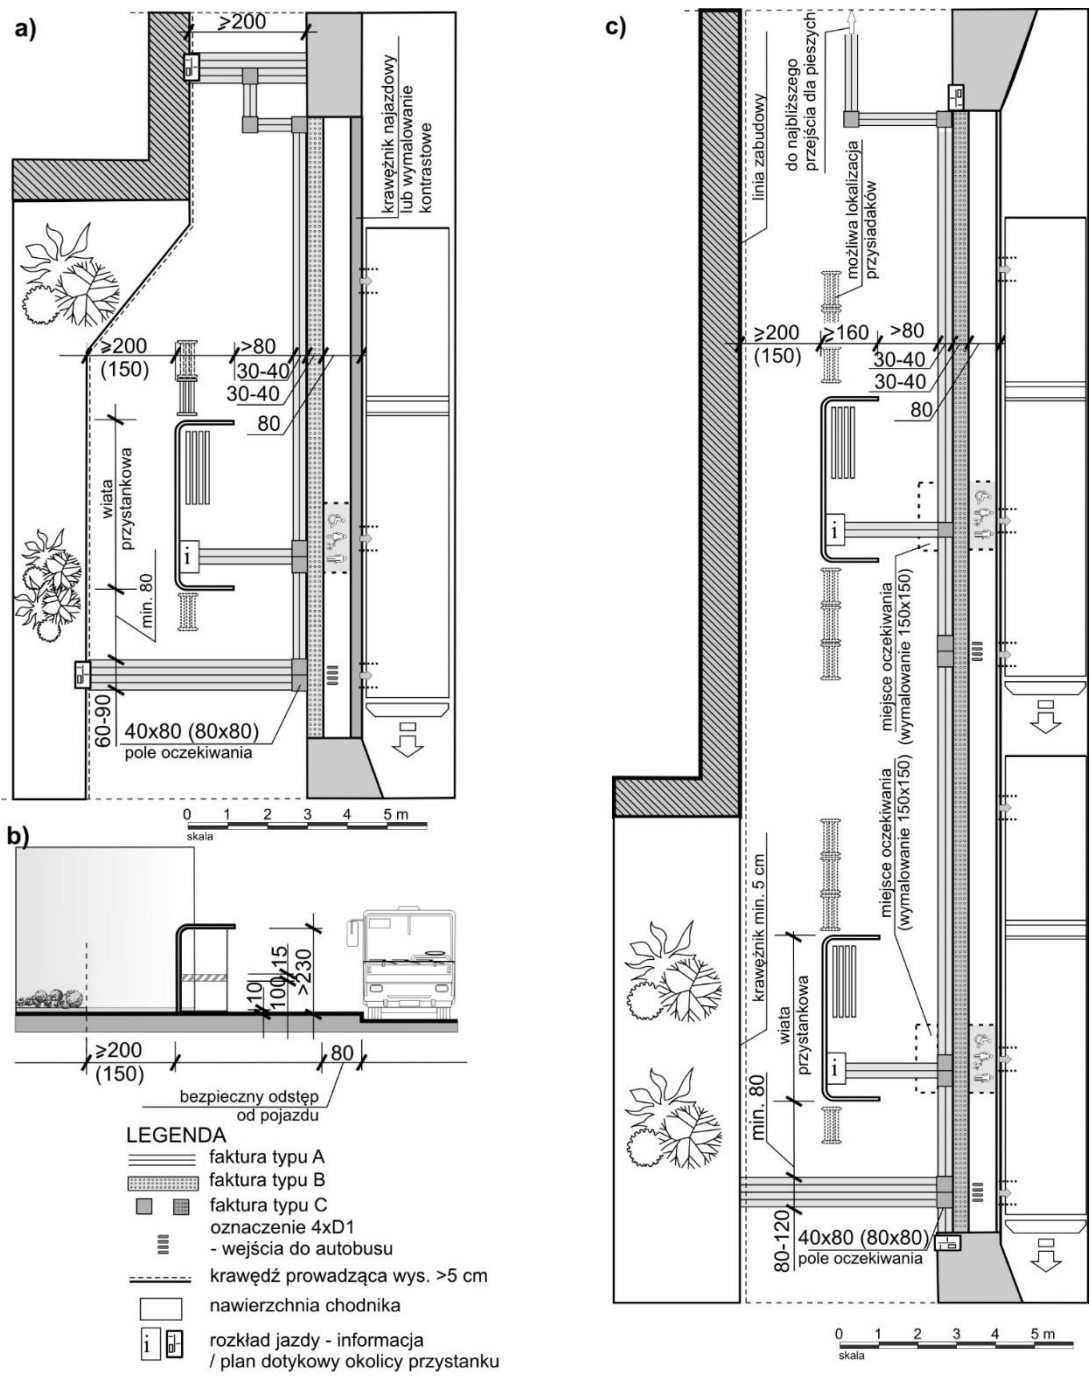 a)
≥200
krawężnik najazdowy
lub wymalowanie
kontrastowe
≥200
(150)
>80
30-40
30-40
80
wiata
przystankowa
i
min. 80
60-90
40x80 (80x80)
pole oczekiwania
0 1 2 3 4 5 m
skala
b)
10
100
15
>230
≥200
(150)
80
bezpieczny odstęp
od pojazdu
LEGENDA
faktura typu A
faktura typu B
faktura typu C
oznaczenie 4xD1
- wejścia do autobusu
krawędź prowadząca wys. >5 cm
nawierzchnia chodnika
i
rozkład jazdy - informacja
/ plan dotykowy okolicy przystanku
c)
linia zabudowy
do najbliższego
przejścia dla pieszych
możliwa lokalizacja
przysiadaków
≥200
(150)
≥160
>80
30-40
30-40
80
i
miejsce oczekiwania
(wymalowanie 150x150)
miejsce oczekiwania
(wymalowanie 150x150)
krawężnik min. 5 cm
wiata
przystankowa
i
min. 80
80-120
40x80 (80x80)
pole oczekiwania
0 1 2 3 4 5 m
skala